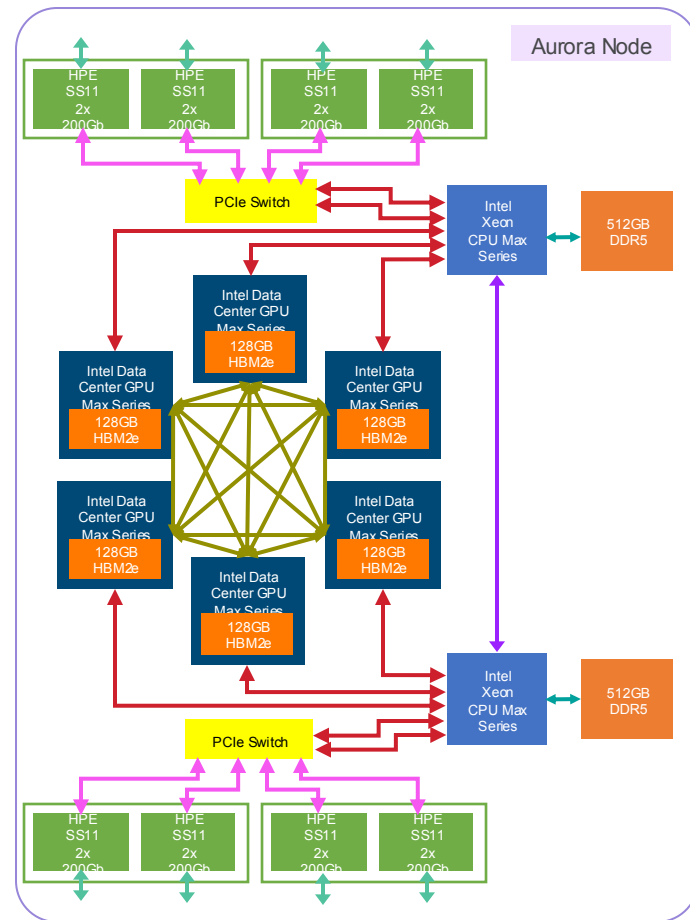 Aurora Node
HPE
SS11
2x
200Gb
HPE
SS11
2x
200Gb
HPE
SS11
2x
200Gb
HPE
SS11
2x
200Gb
PCIe Switch
Intel
Xeon
CPU Max
Series
512GB
DDR5
Intel Data
Center GPU
Max Series
128GB
HBM2e
Intel Data
Center GPU
Max Series
128GB
HBM2e
Intel Data
Center GPU
Max Series
128GB
HBM2e
Intel Data
Center GPU
Max Series
128GB
HBM2e
Intel Data
Center GPU
Max Series
128GB
HBM2e
Intel Data
Center GPU
Max Series
128GB
HBM2e
Intel
Xeon
CPU Max
Series
512GB
DDR5
PCIe Switch
HPE
SS11
2x
200Gb
HPE
SS11
2x
200Gb
HPE
SS11
2x
200Gb
HPE
SS11
2x
200Gb